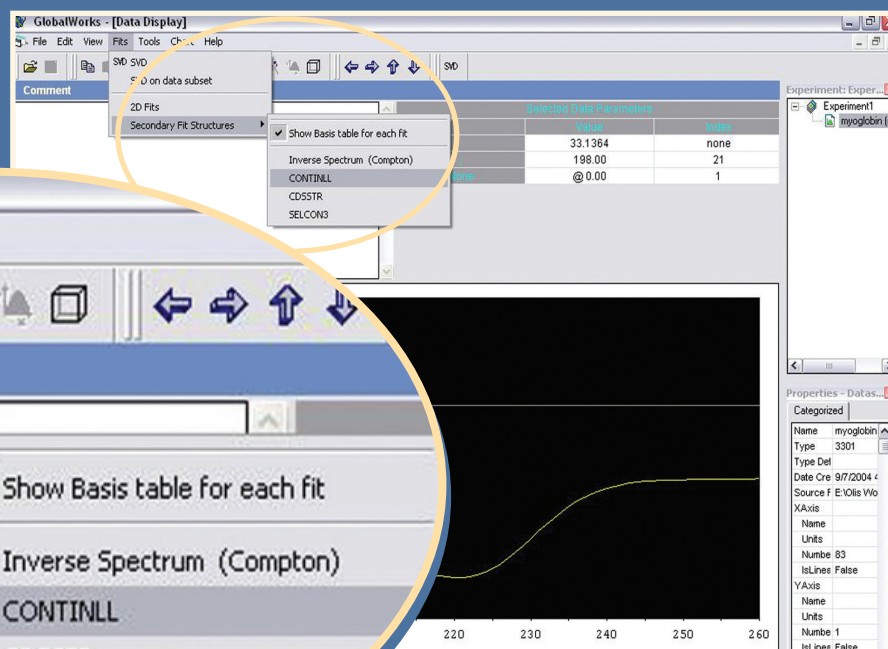 GlobalWorks - [Data Display]
File Edit View Fits Tools Chart Help
SVD SVD
SVD on data subset
2D Fits
Secondary Fit Structures
SVD
Comment
Show Basis table for each fit
Inverse Spectrum (Compton)
CONTINLL
CDSSTR
SELCON3
Selected Data Parameters
Value Index
33.1364 none
198.00 21
None @ 0.00 1
Experiment: Exper...
Experiment1
myoglobin (
Show Basis table for each fit
Inverse Spectrum (Compton)
CONTINLL
220 230 240 250 260
Properties - Datas...
Categorized
Name myoglobin
Type 3301
Type Def
Date Cre 9/7/2004 4
Source F E:\Olis Wo
XAxis
Name
Units
Numbe 83
IsLines False
YAxis
Name
Units
Numbe 1
IsLines False